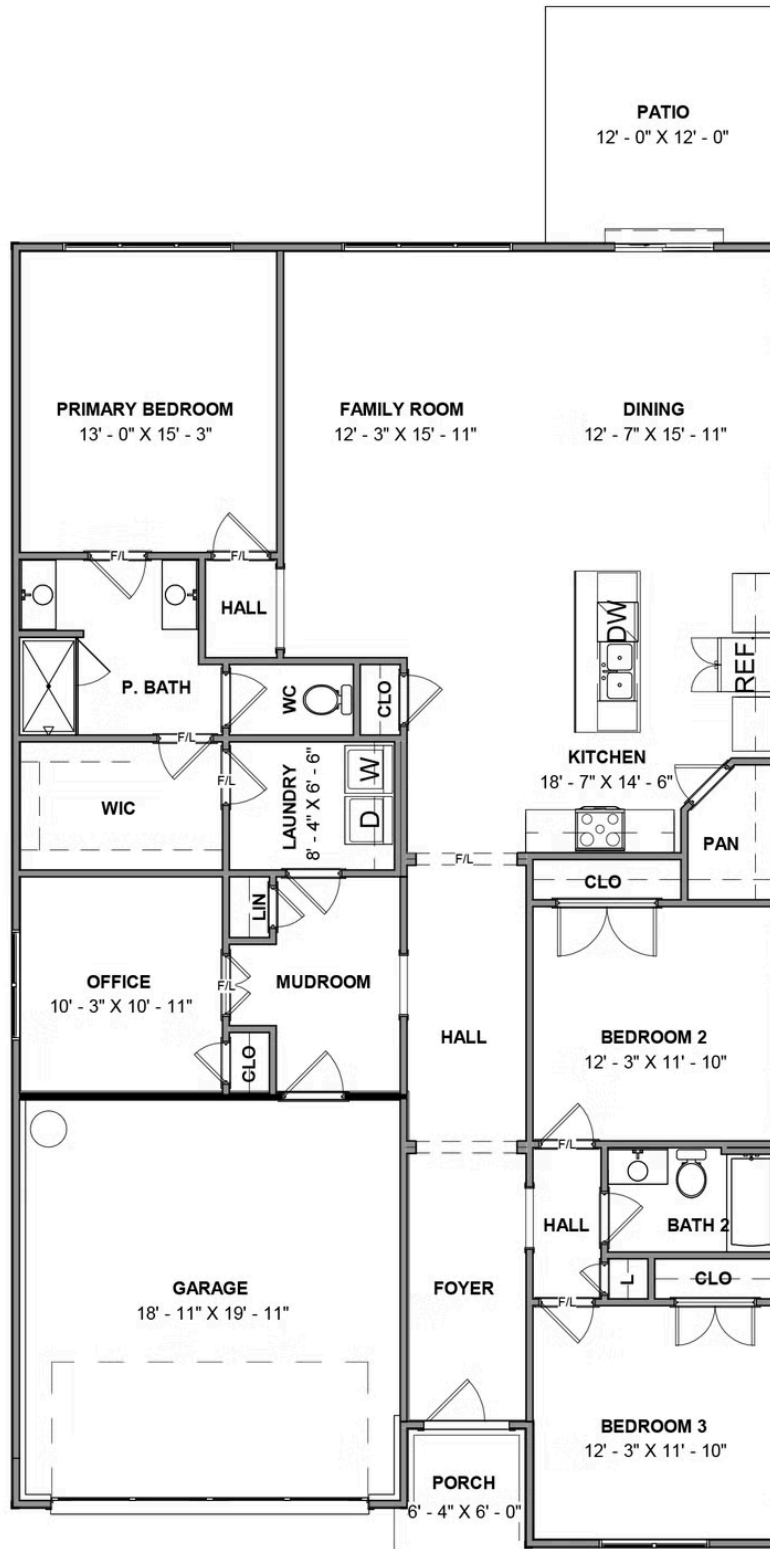 PATIO
12' - 0" X 12' - 0"
PRIMARY BEDROOM
13' - 0" X 15' - 3"
FAMILY ROOM
12' - 3" X 15' - 11"
DINING
12' - 7" X 15' - 11"
F/L
F/L
HALL
DW
REF
P. BATH
WC
CLO
F/L
KITCHEN
18' - 7" X 14' - 6"
WIC
F/L
LAUNDRY
8' - 4" X 6' - 6"
W
D
PAN
F/L
CLO
LIN
OFFICE
10' - 3" X 10' - 11"
F/L
MUDROOM
CLO
HALL
BEDROOM 2
12' - 3" X 11' - 10"
F/L
HALL
BATH 2
L
CLO
F/L
GARAGE
18' - 11" X 19' - 11"
FOYER
BEDROOM 3
12' - 3" X 11' - 10"
PORCH
6' - 4" X 6' - 0"